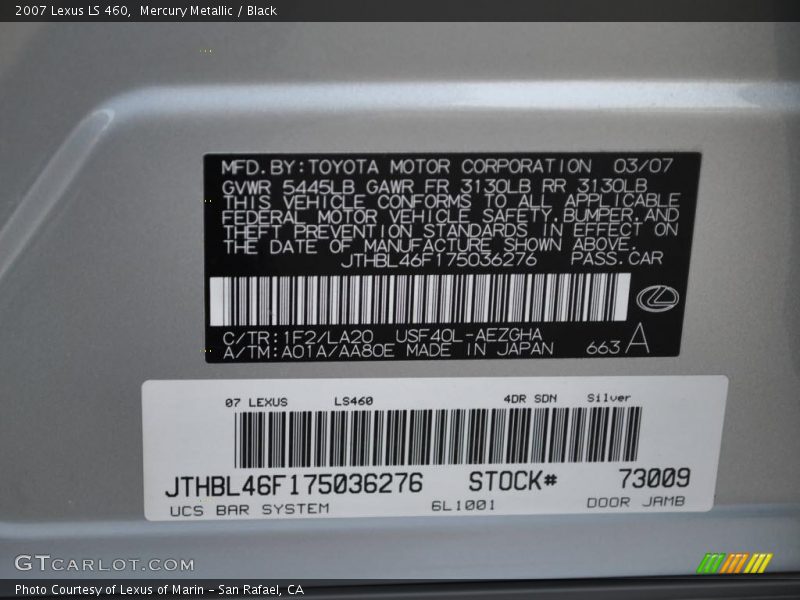 2007 Lexus LS 460,  Mercury Metallic / Black
MFD.BY:TOYOTA MOTOR CORPORATION 03/07
GVWR 5445LB GAWR FR 3130LB RR 3130LB
THIS VEHICLE CONFORMS TO ALL APPLICABLE
FEDERAL MOTOR VEHICLE SAFETY,BUMPER,AND
THEFT PREVENTION STANDARDS IN EFFECT ON
THE DATE OF MANUFACTURE SHOWN ABOVE.
JTHBL46F175036276 PASS.CAR
C/TR:1F2/LA20 USF40L-AEZGHA
A/TM:A01A/AA80E MADE IN JAPAN 663 A
07 LEXUS LS460 4DR SDN Silver
JTHBL46F175036276 STOCK# 73009
UCS BAR SYSTEM 6L1001 DOOR JAMB
GTCARLOT.COM
Photo Courtesy of Lexus of Marin - San Rafael, CA